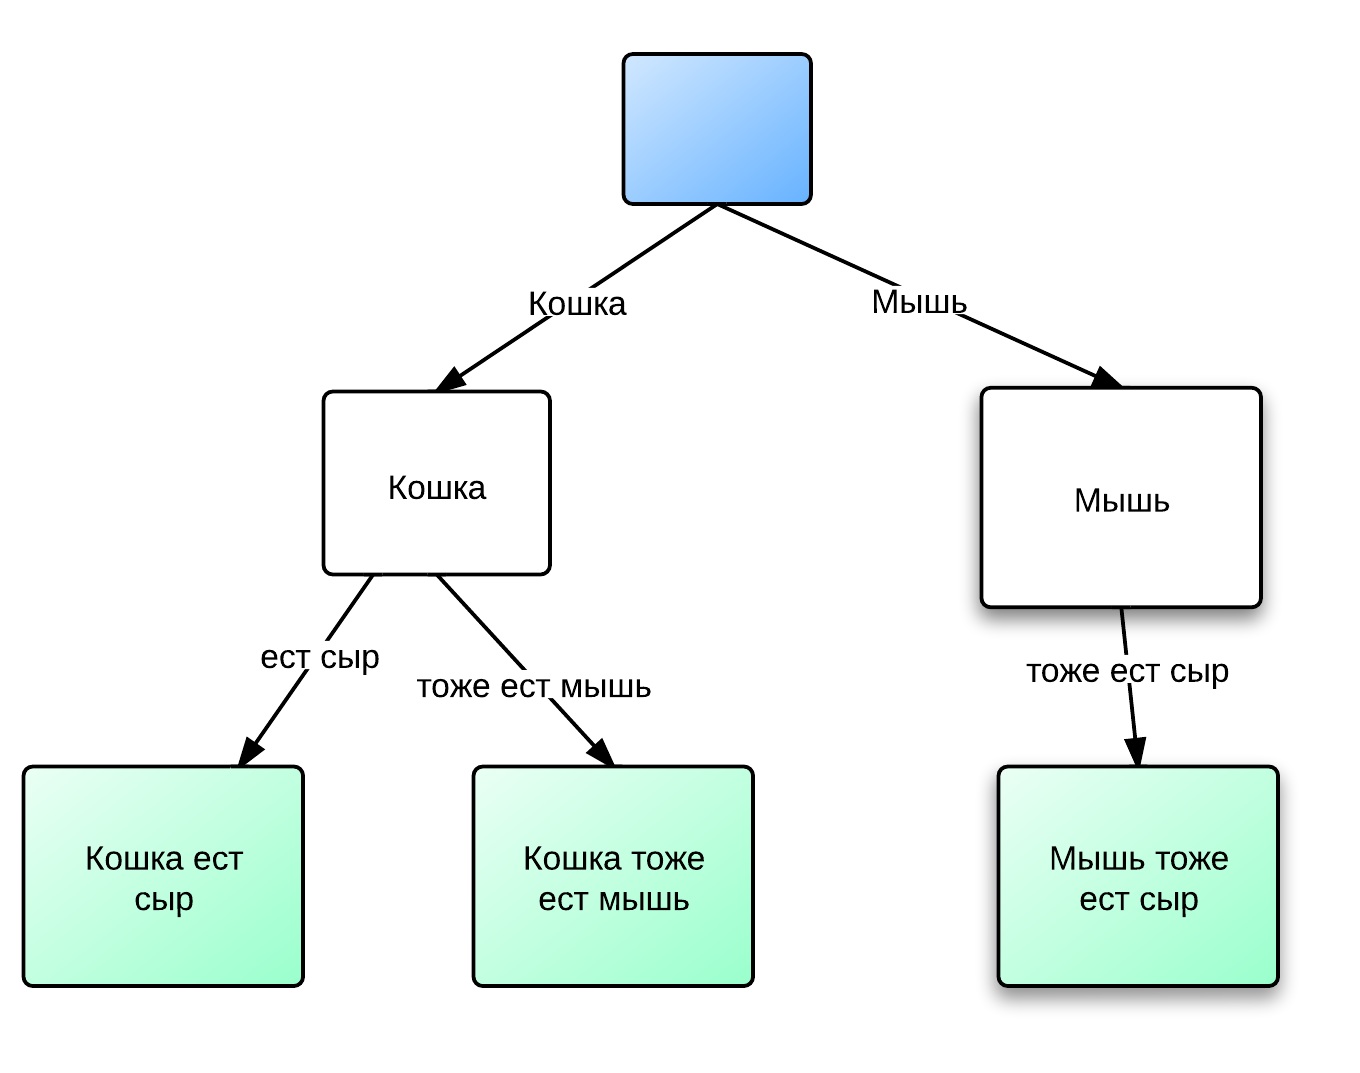 Кошка
Мышь
Кошка
Мышь
ест сыр
тоже ест мышь
тоже ест сыр
Кошка ест
сыр
Кошка тоже
ест мышь
Мышь тоже
ест сыр